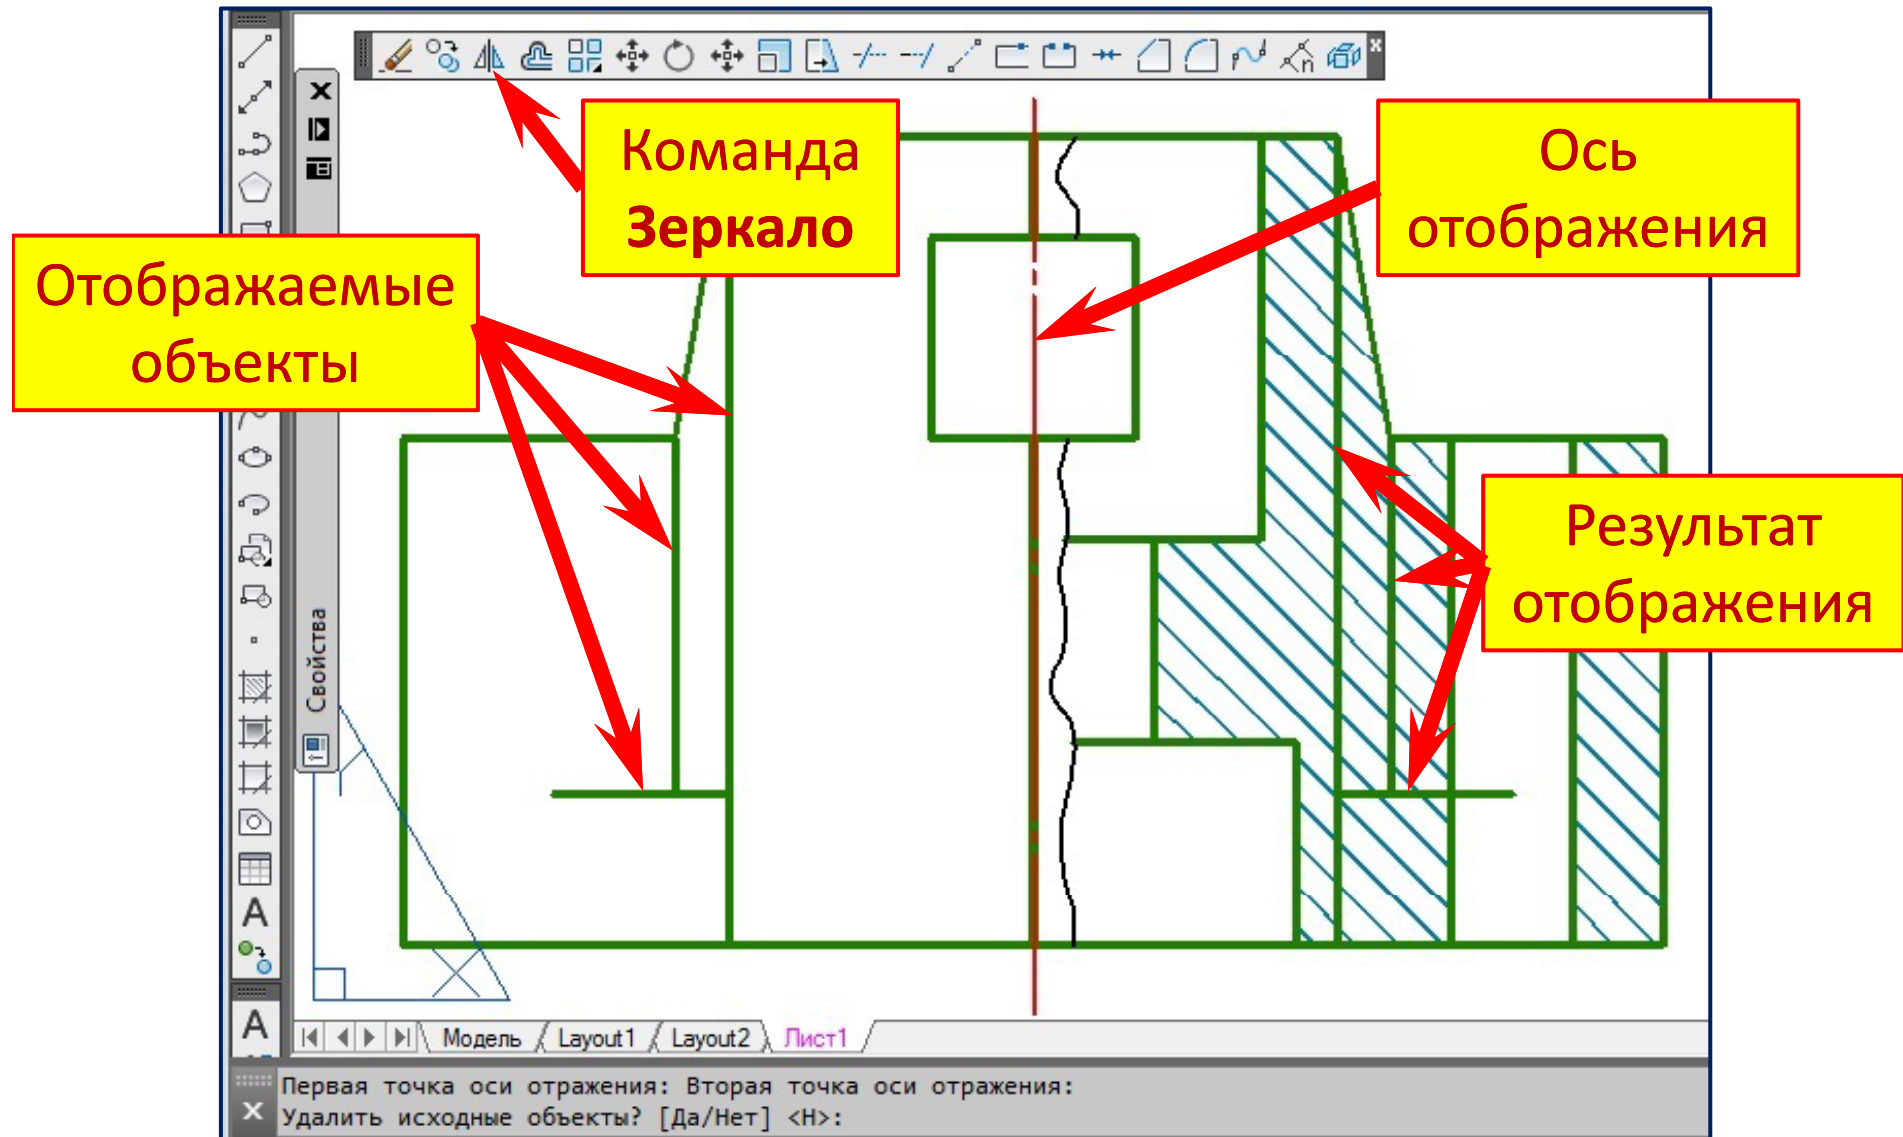 Команда
Зеркало
Ось
отображения
Отображаемые
объекты
Результат
отображения
Свойства
Модель
Layout1
Layout2
Лист1
Первая точка оси отражения: Вторая точка оси отражения:
Удалить исходные объекты? [Да/Нет] <Н>: